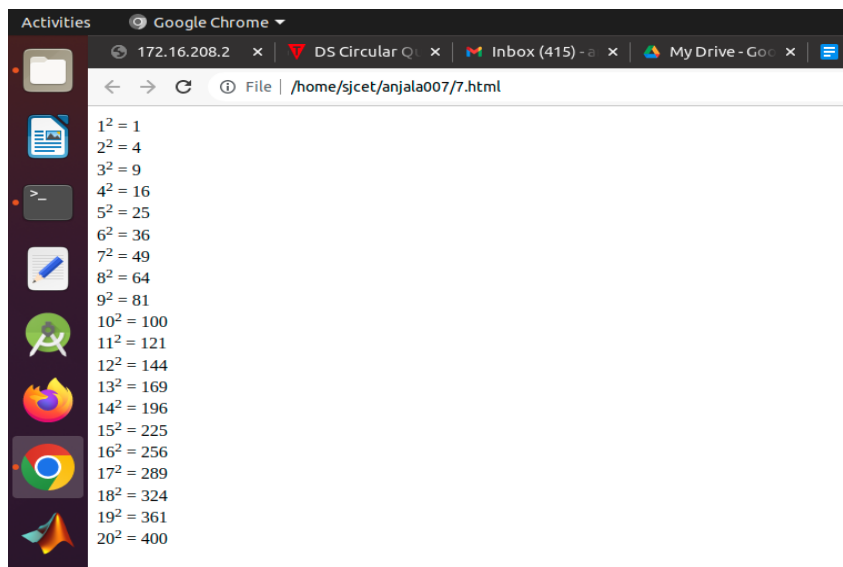 Activities Google Chrome
172.16.208.2 DS Circular Qu Inbox (415) - a My Drive - Goo
File | /home/sjcet/anjala007/7.html
1² = 1
2² = 4
3² = 9
4² = 16
5² = 25
6² = 36
7² = 49
8² = 64
9² = 81
10² = 100
11² = 121
12² = 144
13² = 169
14² = 196
15² = 225
16² = 256
17² = 289
18² = 324
19² = 361
20² = 400